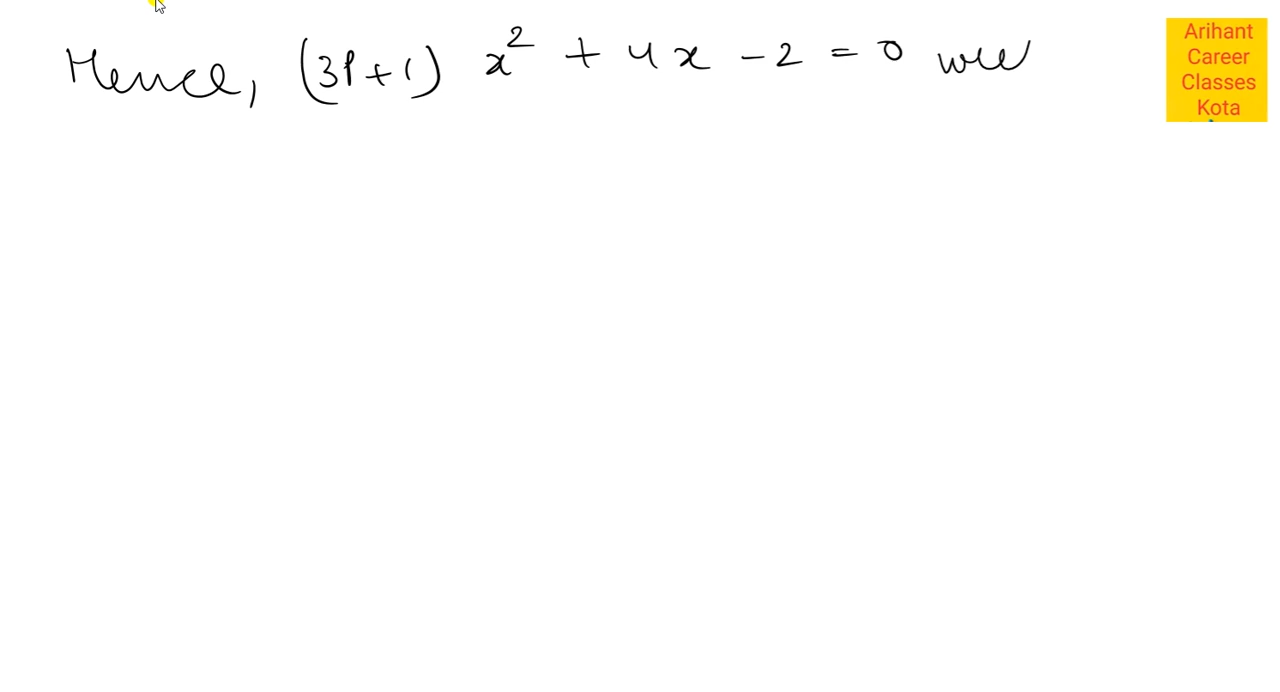 Hence, (3P+1) x² + 4x - 2 = 0 will
Arihant
Career
Classes
Kota